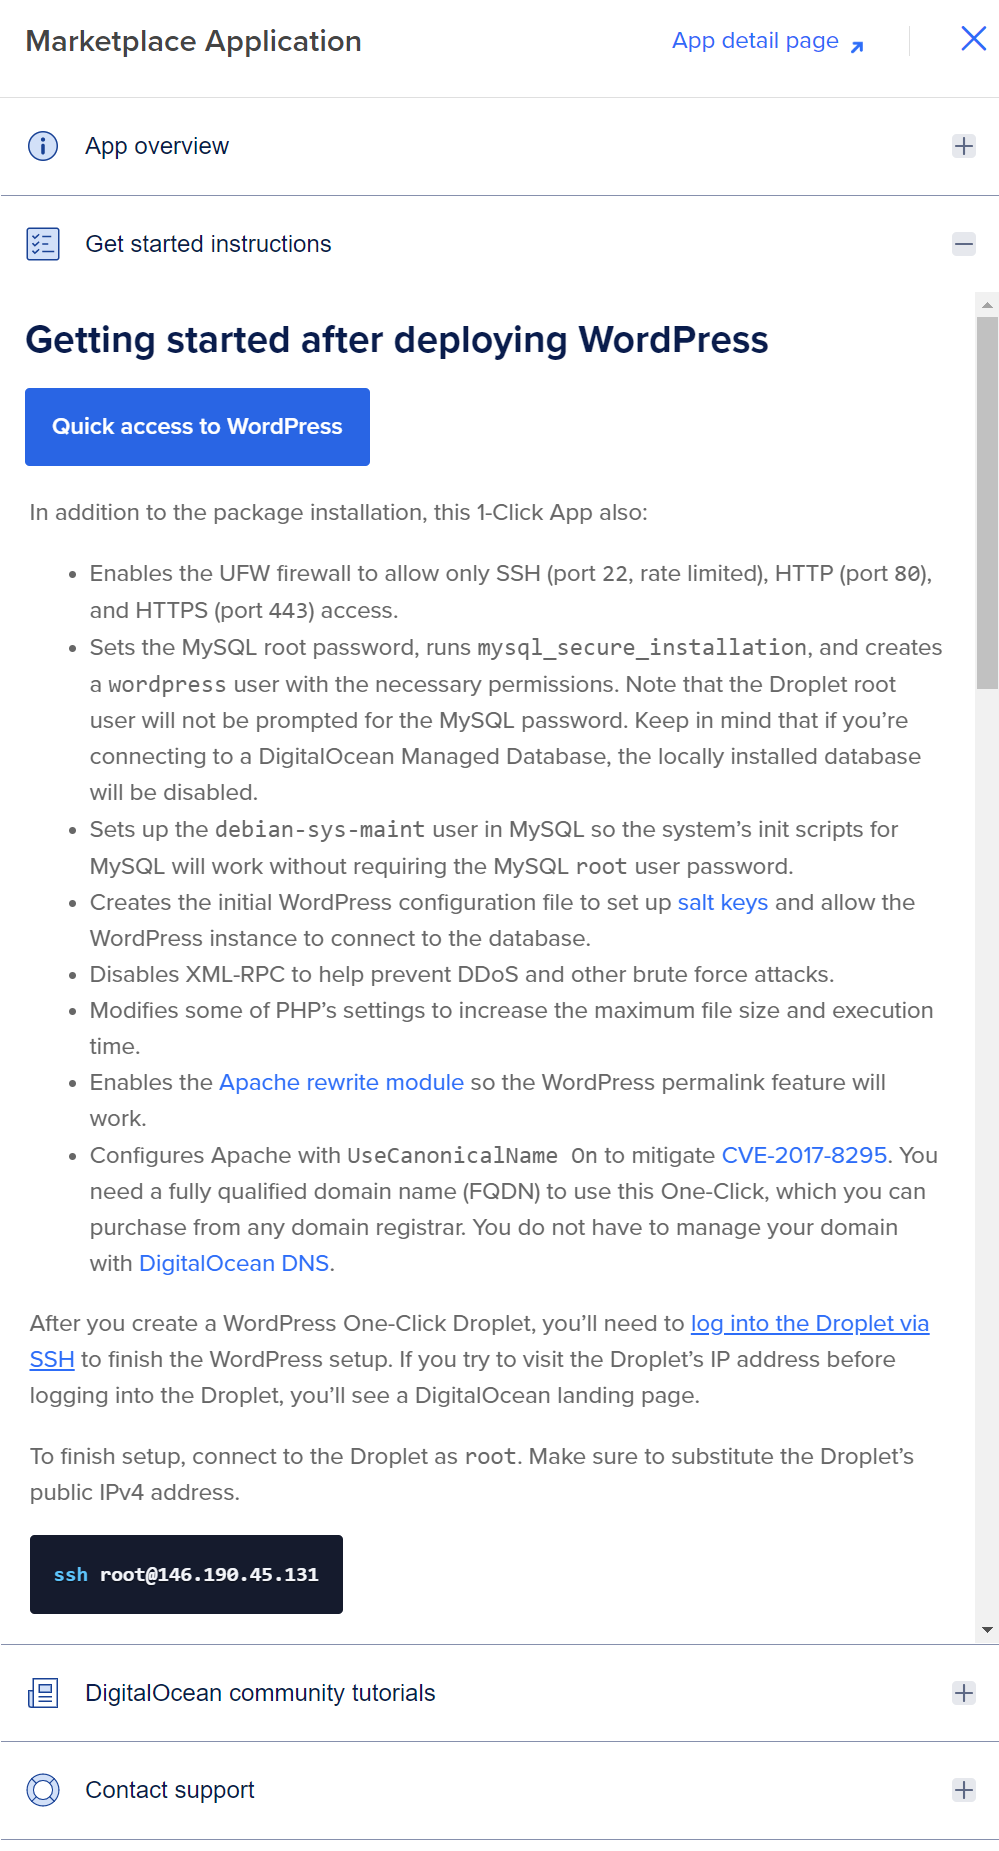 Marketplace Application
App detail page
App overview
Get started instructions
Getting started after deploying WordPress
Quick access to WordPress
In addition to the package installation, this 1-Click App also:
• Enables the UFW firewall to allow only SSH (port 22, rate limited), HTTP (port 80),
and HTTPS (port 443) access.
• Sets the MySQL root password, runs mysql_secure_installation, and creates
a wordpress user with the necessary permissions. Note that the Droplet root
user will not be prompted for the MySQL password. Keep in mind that if you’re
connecting to a DigitalOcean Managed Database, the locally installed database
will be disabled.
• Sets up the debian-sys-maint user in MySQL so the system’s init scripts for
MySQL will work without requiring the MySQL root user password.
• Creates the initial WordPress configuration file to set up salt keys and allow the
WordPress instance to connect to the database.
• Disables XML-RPC to help prevent DDoS and other brute force attacks.
• Modifies some of PHP’s settings to increase the maximum file size and execution
time.
• Enables the Apache rewrite module so the WordPress permalink feature will
work.
• Configures Apache with UseCanonicalName On to mitigate CVE-2017-8295. You
need a fully qualified domain name (FQDN) to use this One-Click, which you can
purchase from any domain registrar. You do not have to manage your domain
with DigitalOcean DNS.
After you create a WordPress One-Click Droplet, you’ll need to log into the Droplet via
SSH to finish the WordPress setup. If you try to visit the Droplet’s IP address before
logging into the Droplet, you’ll see a DigitalOcean landing page.
To finish setup, connect to the Droplet as root. Make sure to substitute the Droplet’s
public IPv4 address.
ssh root@146.190.45.131
DigitalOcean community tutorials
Contact support